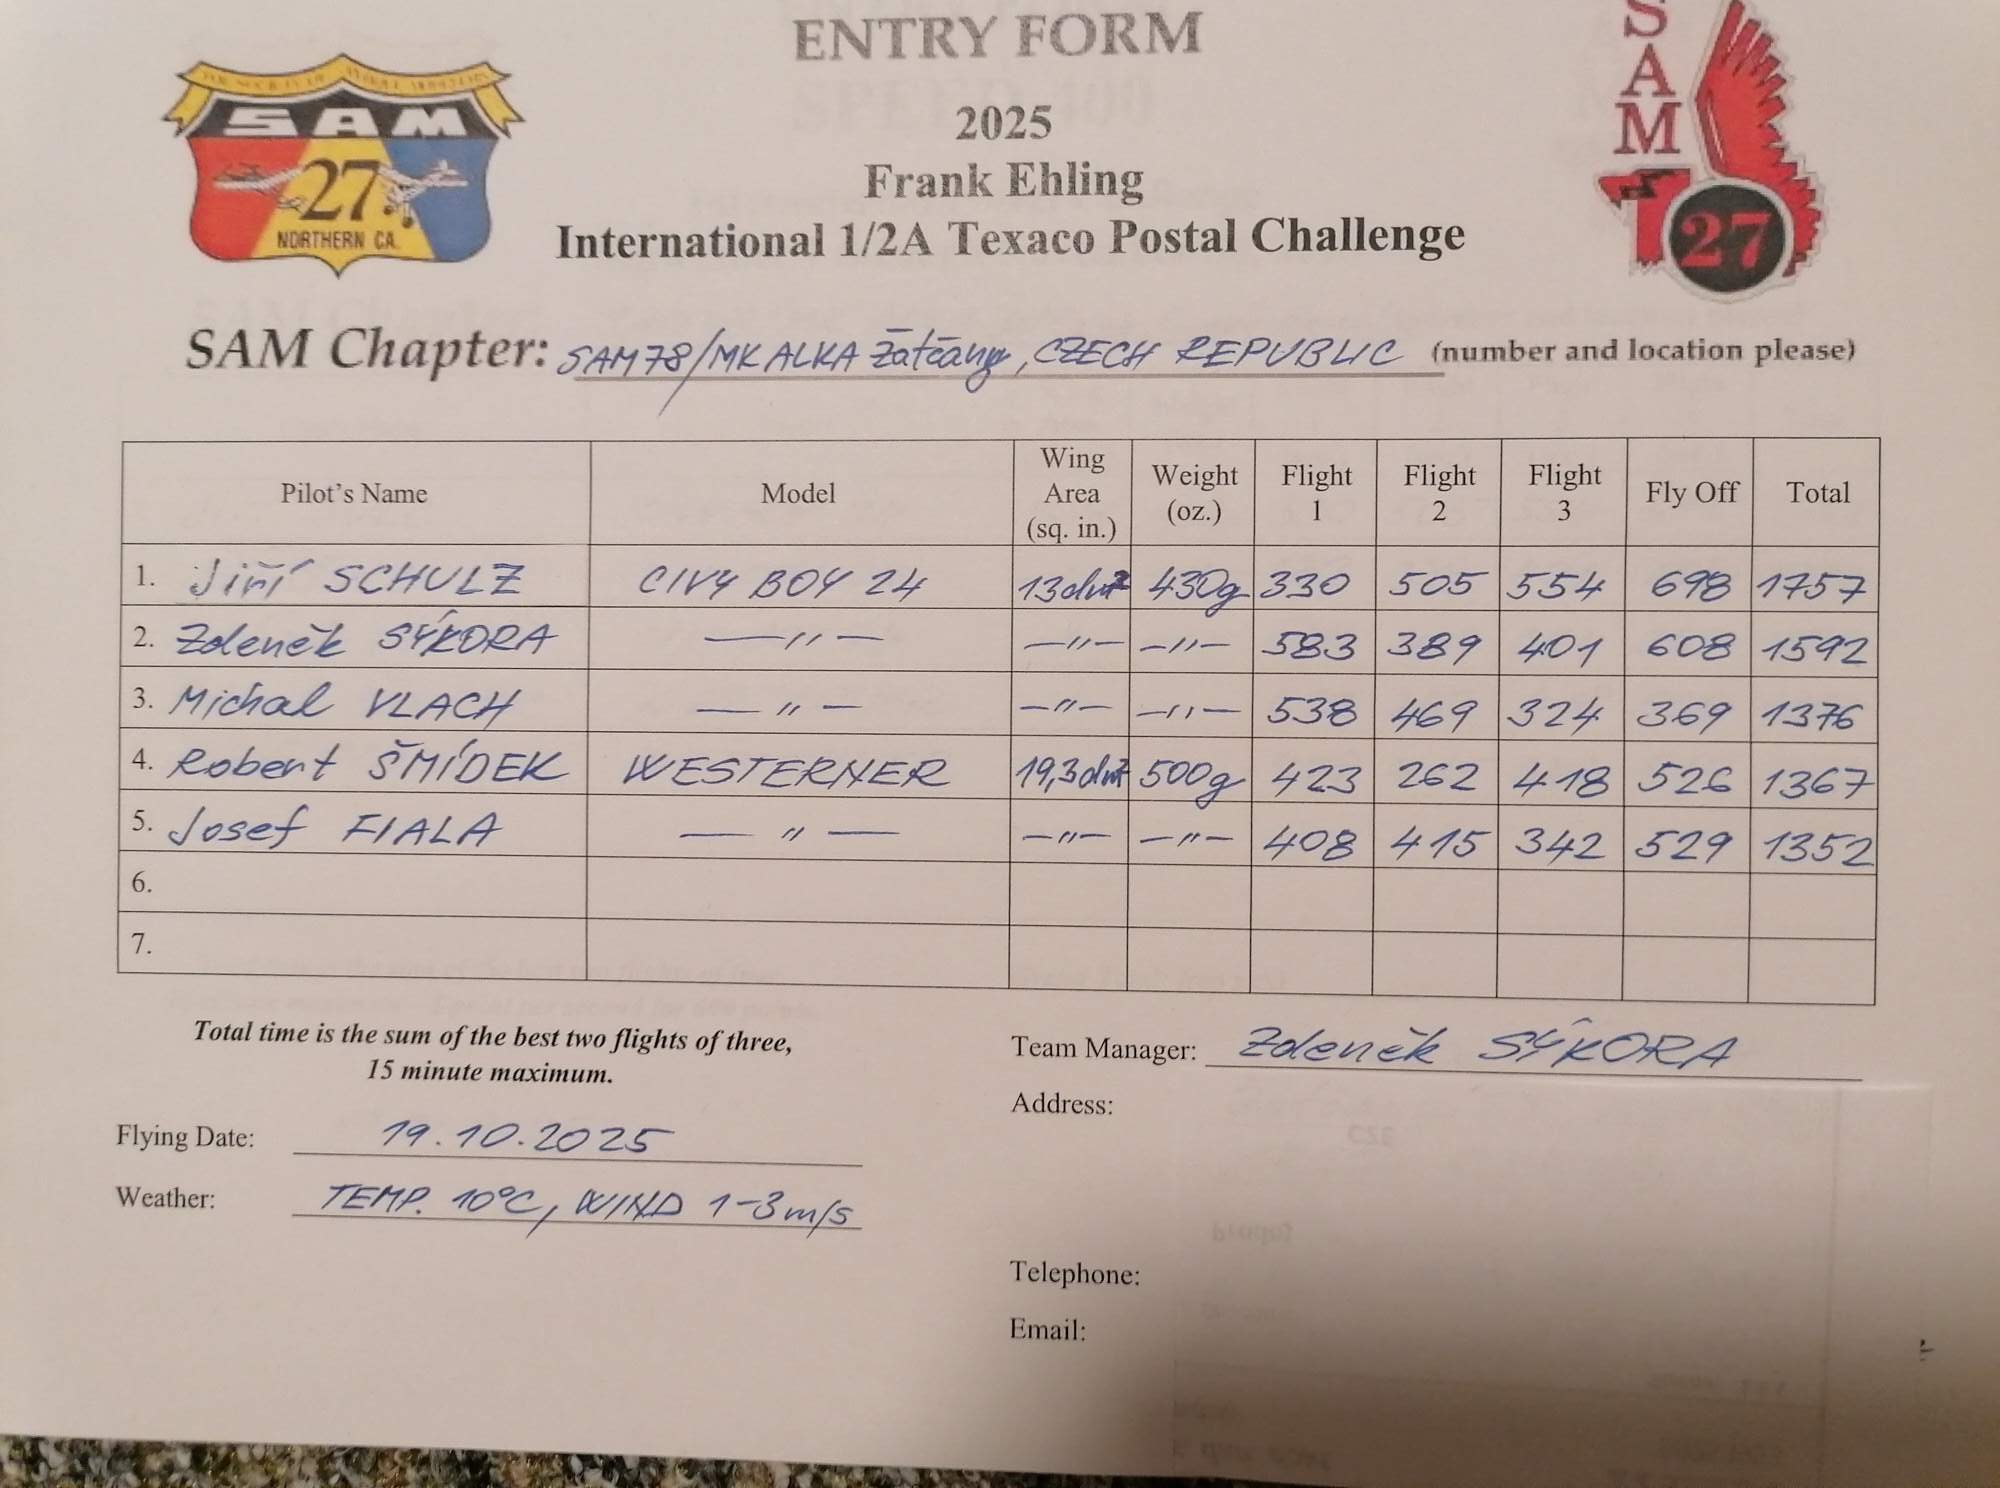 ENTRY FORM
SAM
27
NORTHERN CA.
SAM
27
2025
Frank Ehling
International 1/2A Texaco Postal Challenge
SAM Chapter: SAM78/MK ALKA Žatčany, CZECH REPUBLIC (number and location please)
Pilot's Name Model Wing Area (sq. in.) Weight (oz.) Flight 1 Flight 2 Flight 3 Fly Off Total
1. Jiří SCHULZ CIVY BOY 24 13dm² 430g 330 505 554 698 1757
2. Zdeněk SÝKORA —〃— —〃— —〃— 583 389 401 608 1592
3. Michal VLACH —〃— —〃— —〃— 538 469 324 369 1376
4. Robert ŠMÍDEK WESTERNER 19,3dm² 500g 423 262 418 526 1367
5. Josef FIALA —〃— —〃— —〃— 408 415 342 529 1352
6.
7.
Total time is the sum of the best two flights of three,
15 minute maximum.
Flying Date: 19.10.2025
Weather: TEMP. 10°C, WIND 1-3m/s
Team Manager: Zdeněk SÝKORA
Address:
Telephone:
Email: